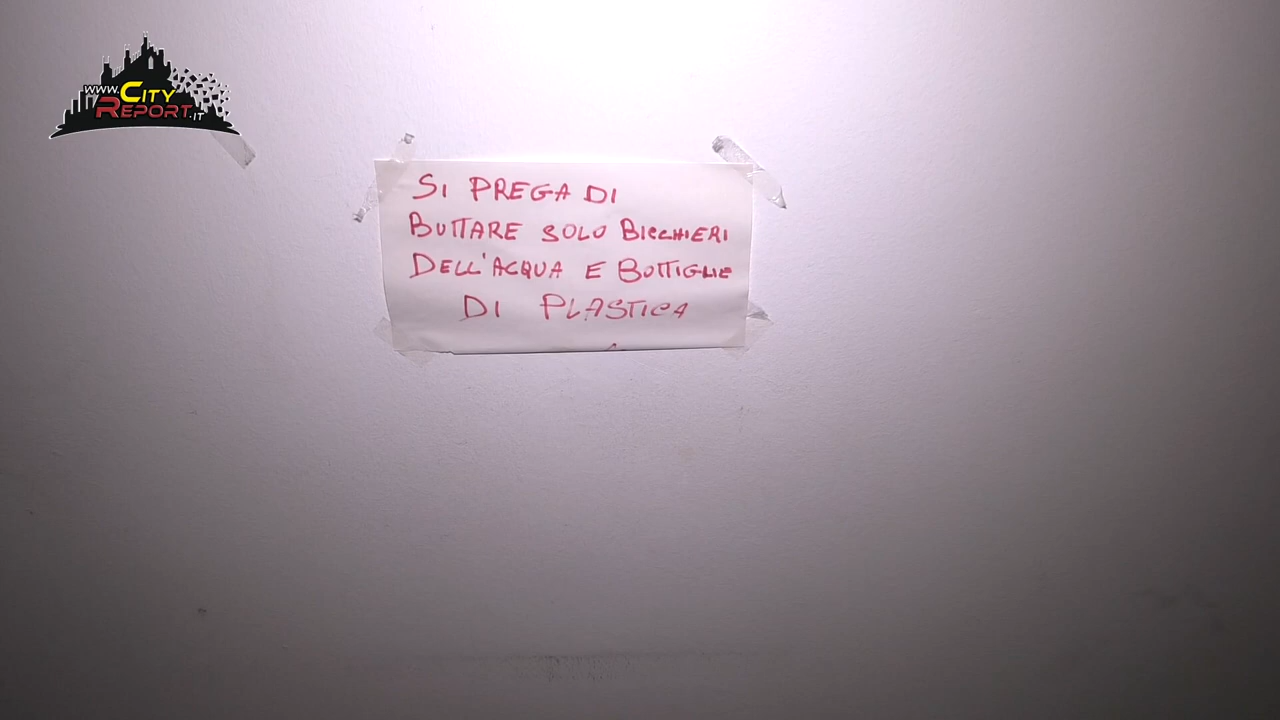 www.CITY
REPORT.IT
SI PREGA DI
BUTTARE SOLO BICCHIERI
DELL'ACQUA E BOTTIGLIE
DI PLASTICA